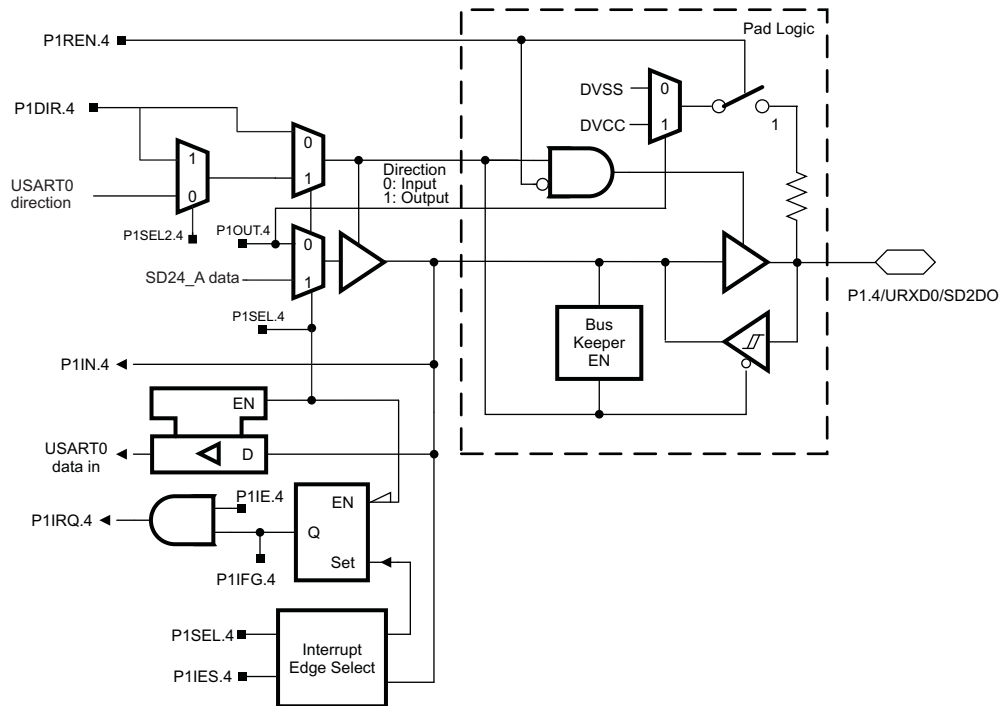 Pad Logic
P1REN.4
DVSS
0
DVCC
1
1
P1DIR.4
0
1
1
0
USART0
direction
Direction
0: Input
1: Output
P1SEL2.4
P1OUT.4
0
1
SD24_A data
P1SEL.4
P1.4/URXD0/SD2DO
Bus
Keeper
EN
P1IN.4
EN
D
USART0
data in
P1IE.4
P1IRQ.4
EN
Q
Set
P1IFG.4
P1SEL.4
P1IES.4
Interrupt
Edge Select